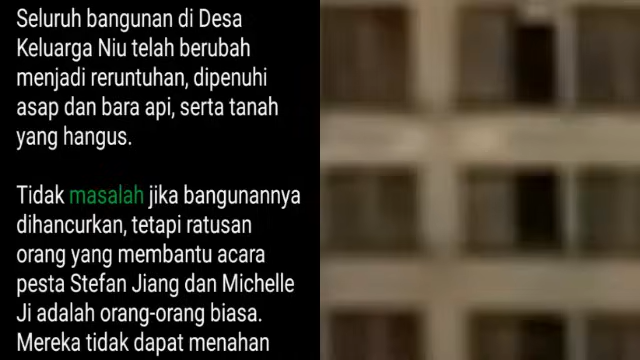 Seluruh bangunan di Desa
Keluarga Niu telah berubah
menjadi reruntuhan, dipenuhi
asap dan bara api, serta tanah
yang hangus.
Tidak masalah jika bangunannya
dihancurkan, tetapi ratusan
orang yang membantu acara
pesta Stefan Jiang dan Michelle
Ji adalah orang-orang biasa.
Mereka tidak dapat menahan